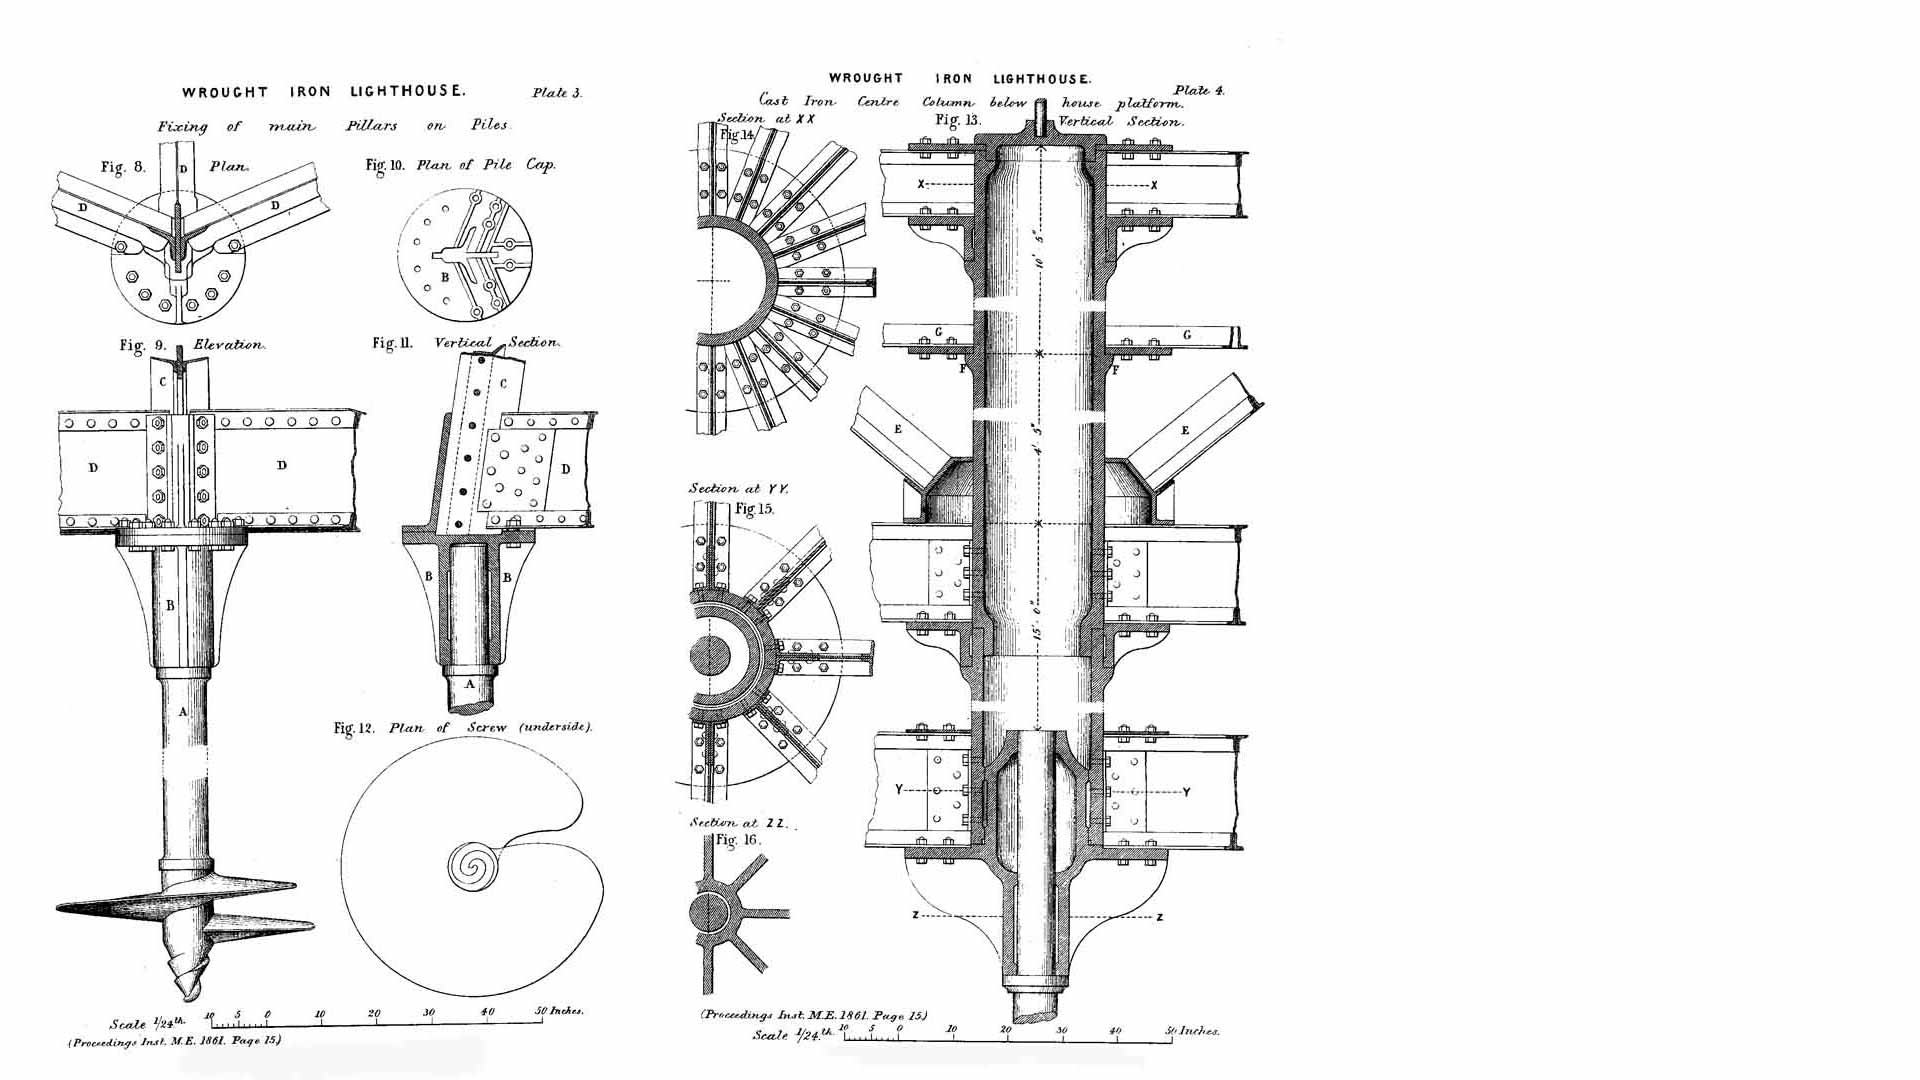 WROUGHT IRON LIGHTHOUSE. Plate 3.
Fixing of main Pillars on Piles.
Fig. 8. Plan.
D
D
D
Fig. 10. Plan of Pile Cap.
B
Fig. 9. Elevation.
C
D
D
B
A
Fig. 11. Vertical Section.
C
D
B
B
A
Fig. 12. Plan of Screw (underside).
Scale 1/24th.
10 5 0 10 20 30 40 50 Inches.
(Proceedings Inst. M.E. 1861. Page 15.)
WROUGHT IRON LIGHTHOUSE.
Plate 4.
Cast Iron Centre Column below house platform.
Section at XX
Fig. 14.
Fig. 13. Vertical Section.
X X
10' 5"
G G
F F
4' 5"
E E
15' 0"
Y Y
Z Z
Section at YY.
Fig. 15.
Section at ZZ.
Fig. 16.
(Proceedings Inst. M.E. 1861. Page 15.)
Scale 1/24.th.
10 5 0 10 20 30 40 50 Inches.